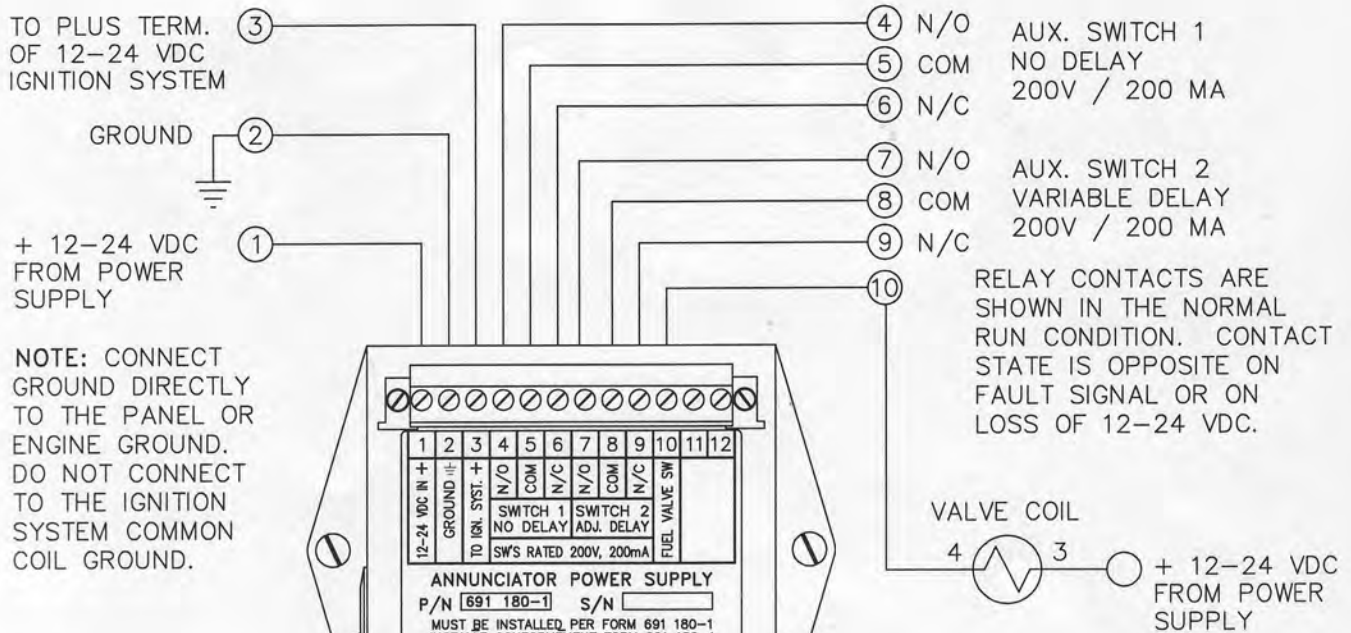 TO PLUS TERM.
OF 12-24 VDC
IGNITION SYSTEM
3
GROUND
2
+ 12-24 VDC
FROM POWER
SUPPLY
1
NOTE: CONNECT
GROUND DIRECTLY
TO THE PANEL OR
ENGINE GROUND.
DO NOT CONNECT
TO THE IGNITION
SYSTEM COMMON
COIL GROUND.
4 N/O
5 COM
6 N/C
AUX. SWITCH 1
NO DELAY
200V / 200 MA
7 N/O
8 COM
9 N/C
AUX. SWITCH 2
VARIABLE DELAY
200V / 200 MA
10
RELAY CONTACTS ARE
SHOWN IN THE NORMAL
RUN CONDITION. CONTACT
STATE IS OPPOSITE ON
FAULT SIGNAL OR ON
LOSS OF 12-24 VDC.
1 2 3 4 5 6 7 8 9 10 11 12
12-24 VDC IN +
GROUND
TO IGN. SYST. +
N/O
COM
N/C
N/O
COM
N/C
FUEL VALVE SW
SWITCH 1
NO DELAY
SWITCH 2
ADJ. DELAY
SW'S RATED 200V, 200mA
ANNUNCIATOR POWER SUPPLY
P/N 691 180-1 S/N
MUST BE INSTALLED PER FORM 691 180-1
VALVE COIL
4 3
+ 12-24 VDC
FROM POWER
SUPPLY